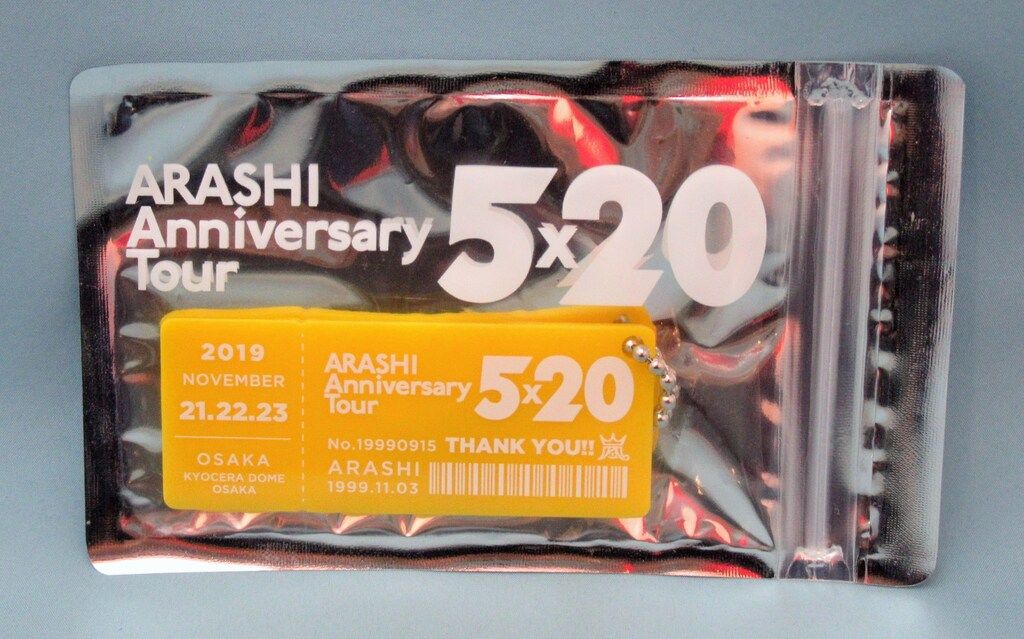 ARASHI
Anniversary
Tour
5x20
2019
NOVEMBER
21.22.23
OSAKA
KYOCERA DOME
OSAKA
ARASHI
Anniversary
Tour
5x20
No.19990915 THANK YOU!! 嵐
ARASHI
1999.11.03